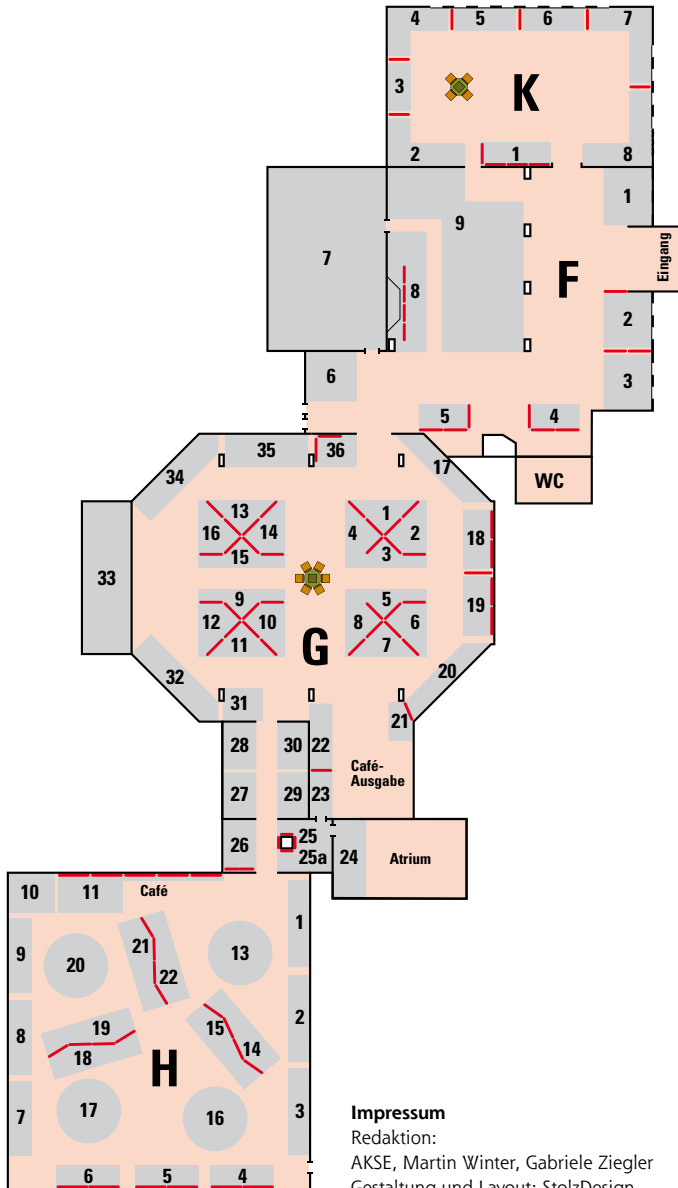 4 5 6 7
3
K
2 1 8
1
7 9
Eingang
F
8
2
6
3
5 4
35 36
17
34
WC
13 1
16 14 4 2
15 3
18
33
9 5
19
12 10 8 6
11 7
G
32
20
31
21
28 30 22
Café-
Ausgabe
27 29 23
26 25
25a
24 Atrium
10 11 Café
1
9
21
13
20
22
2
8
19
15
18
14
H
7
17
16
3
6 5 4
Impressum
Redaktion:
AKSE, Martin Winter, Gabriele Ziegler
Gestaltung und Layout: StolzDesign